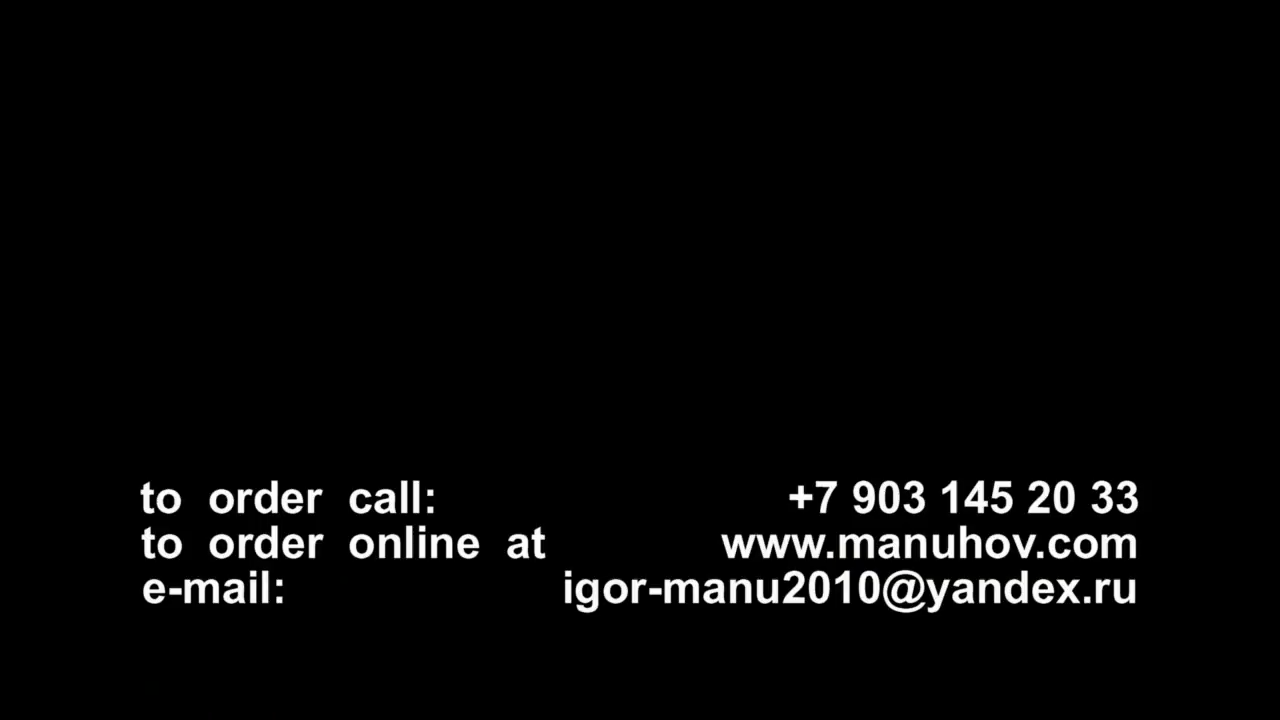 to order call: +7 903 145 20 33
to order online at www.manuhov.com
e-mail: igor-manu2010@yandex.ru